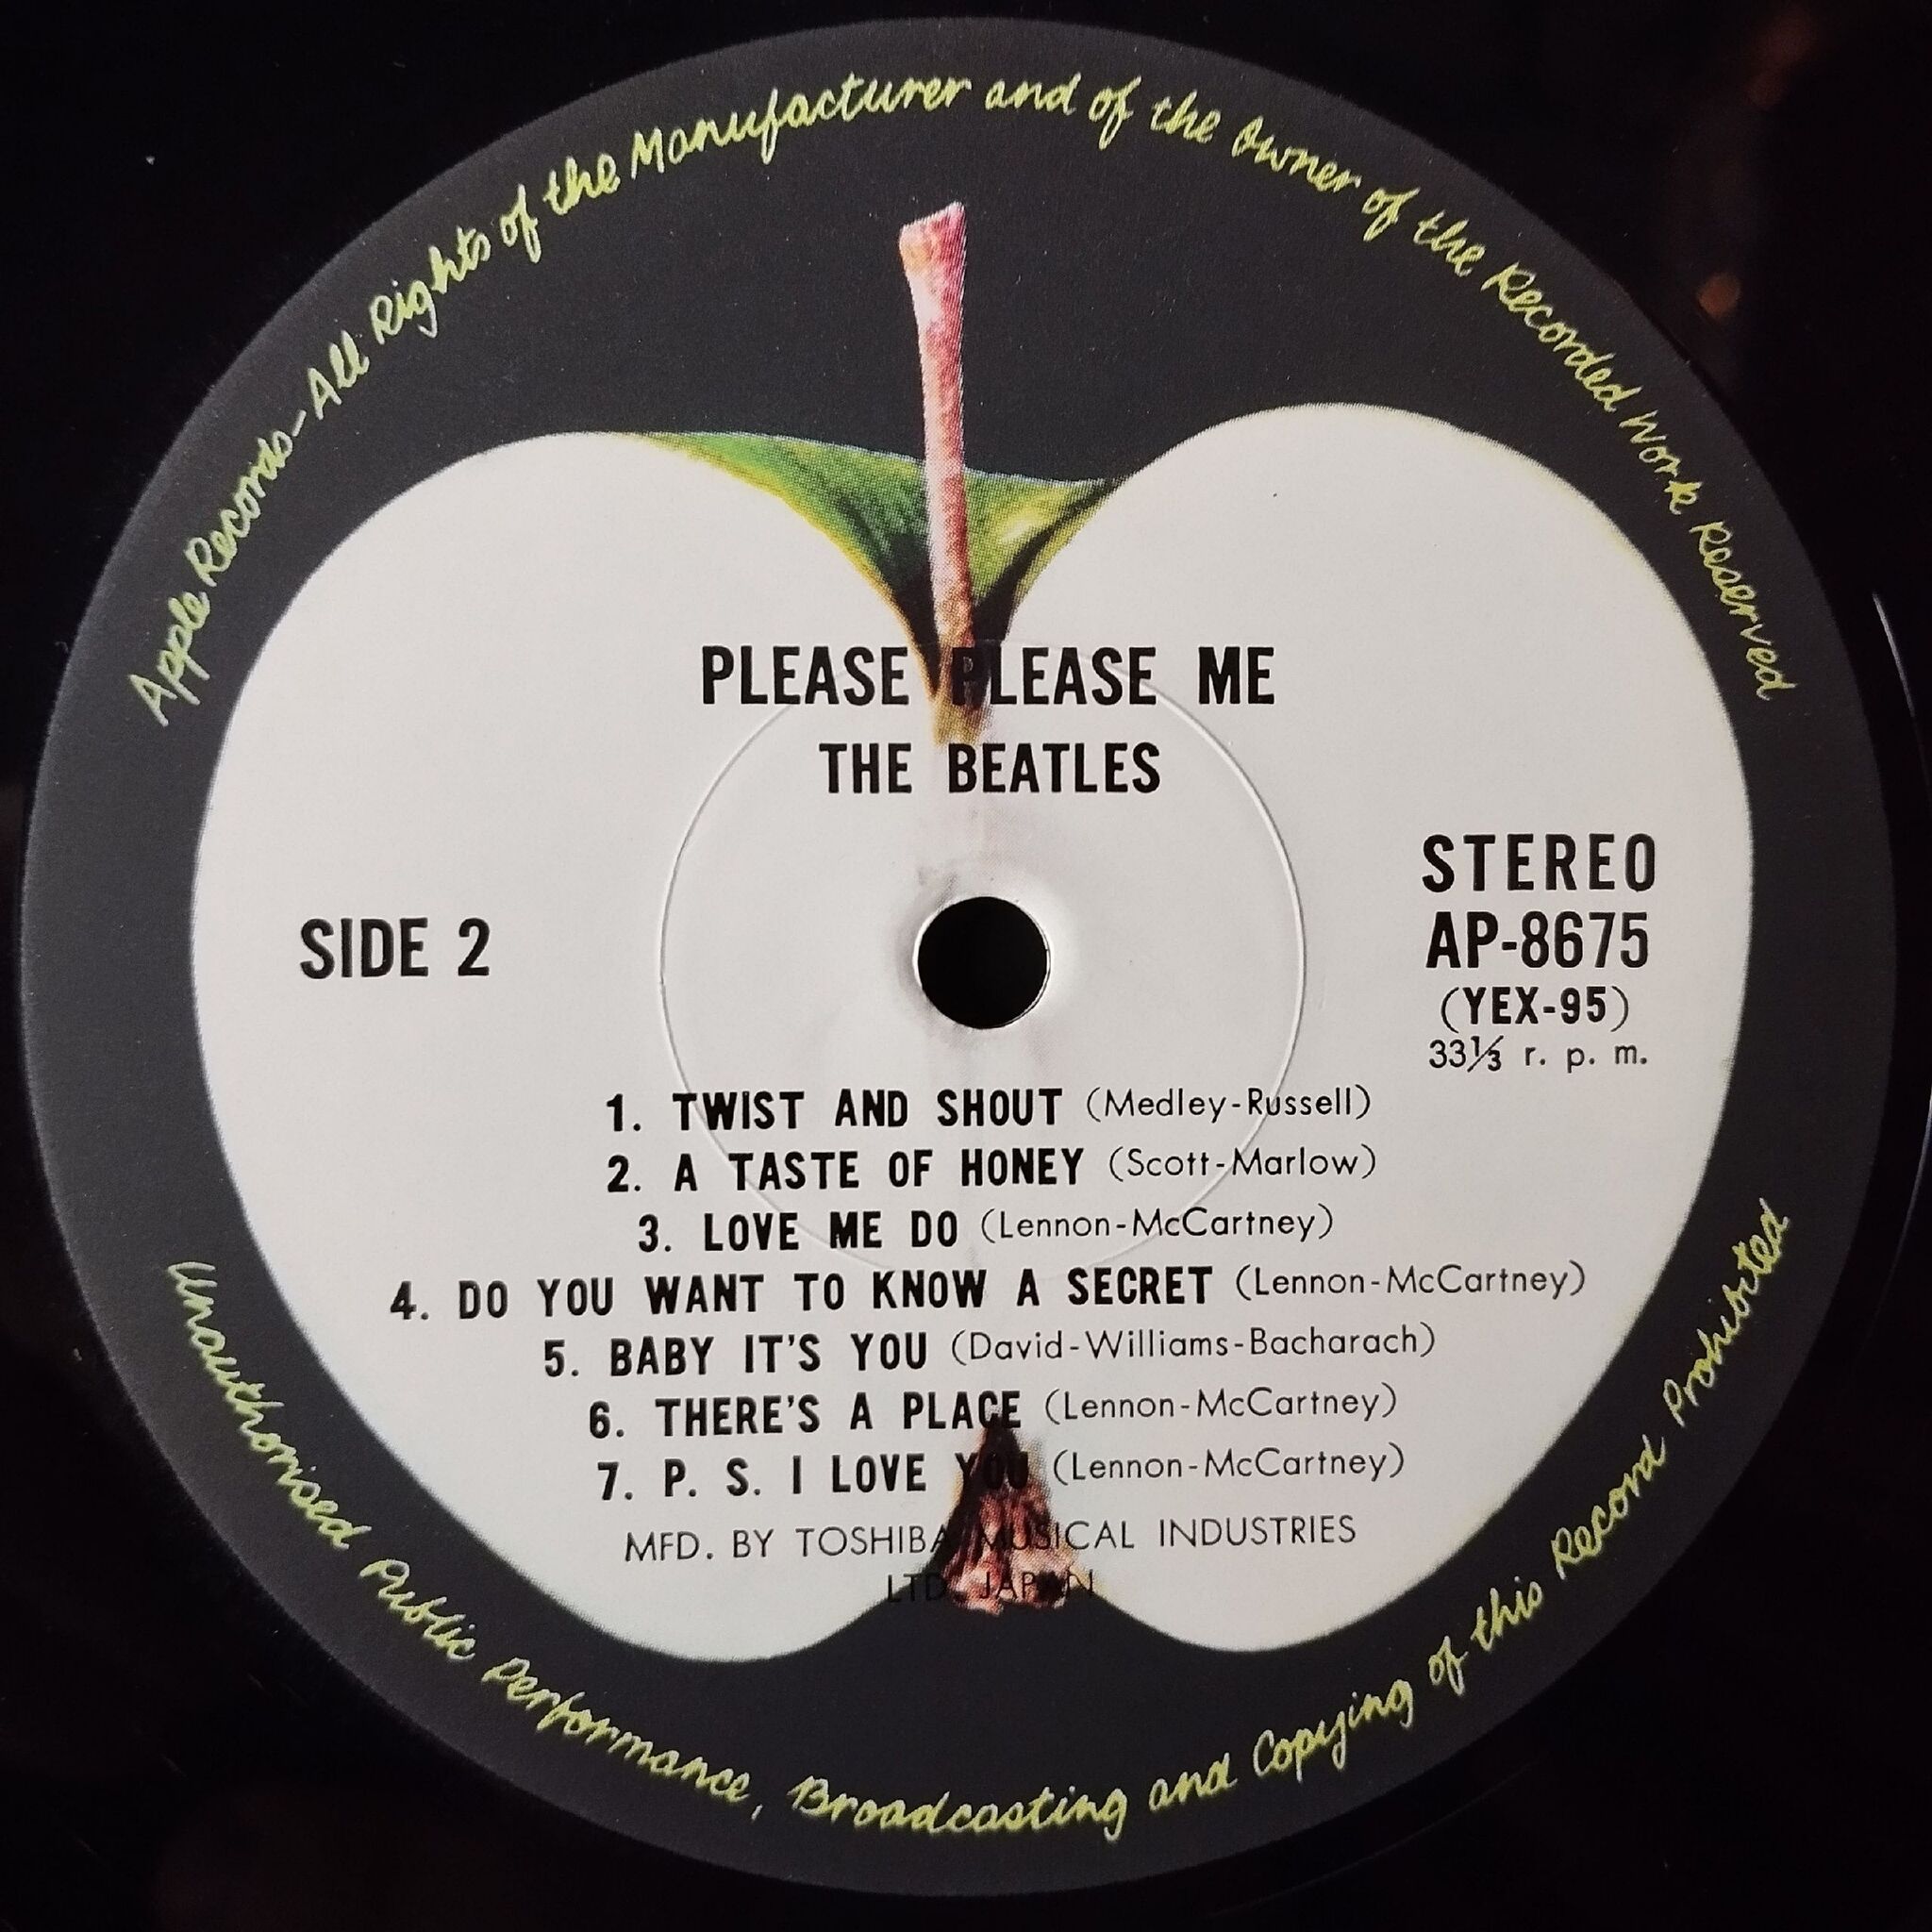 Apple Records-All Rights of the Manufacturer and of the Owner of the Recorded Work Reserved
PLEASE PLEASE ME
THE BEATLES
SIDE 2
STEREO
AP-8675
(YEX-95)
33⅓ r. p. m.
1. TWIST AND SHOUT (Medley-Russell)
2. A TASTE OF HONEY (Scott-Marlow)
3. LOVE ME DO (Lennon-McCartney)
4. DO YOU WANT TO KNOW A SECRET (Lennon-McCartney)
5. BABY IT'S YOU (David-Williams-Bacharach)
6. THERE'S A PLACE (Lennon-McCartney)
7. P. S. I LOVE YOU (Lennon-McCartney)
MFD. BY TOSHIBA MUSICAL INDUSTRIES
LTD. JAPAN
Unauthorised Public Performance, Broadcasting and Copying of this Record Prohibited